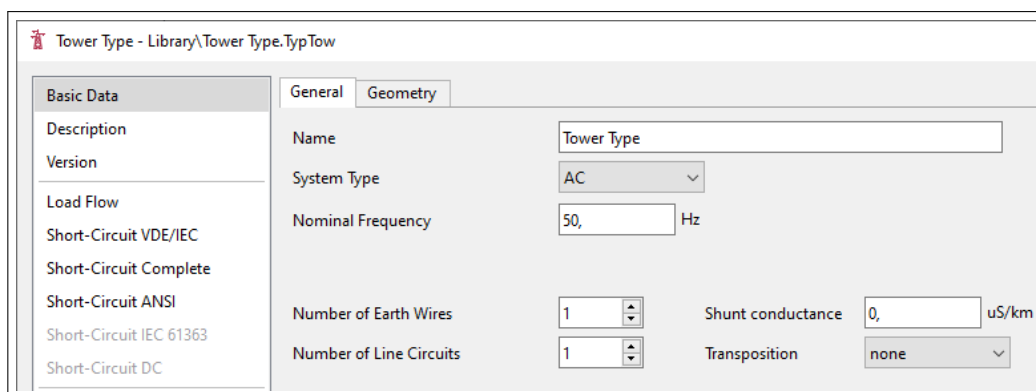 Tower Type - Library\Tower Type.TypTow
Basic Data
Description
Version
Load Flow
Short-Circuit VDE/IEC
Short-Circuit Complete
Short-Circuit ANSI
Short-Circuit IEC 61363
Short-Circuit DC
General Geometry
Name Tower Type
System Type AC
Nominal Frequency 50, Hz
Number of Earth Wires 1 Shunt conductance 0, uS/km
Number of Line Circuits 1 Transposition none